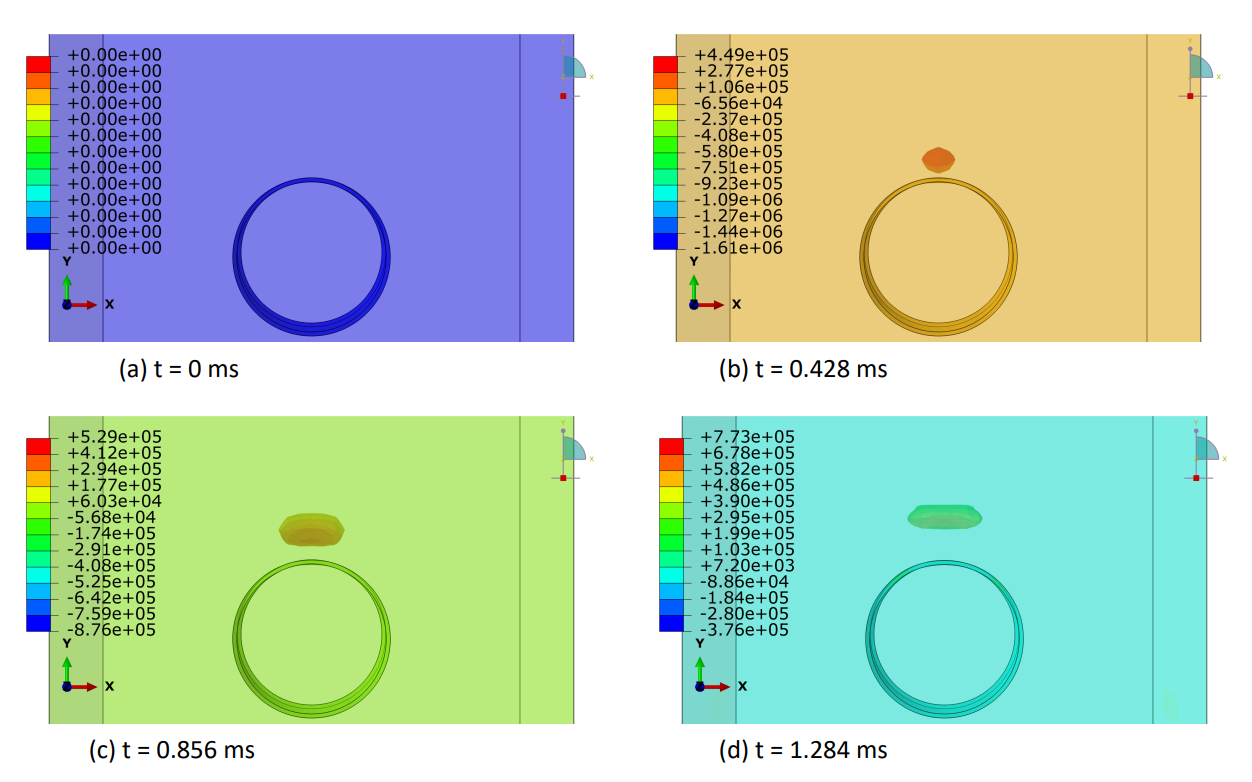 +0.00e+00
+0.00e+00
+0.00e+00
+0.00e+00
+0.00e+00
+0.00e+00
+0.00e+00
+0.00e+00
+0.00e+00
+0.00e+00
+0.00e+00
+0.00e+00
+0.00e+00
Y
X
Y
X
(a) t = 0 ms
+4.49e+05
+2.77e+05
+1.06e+05
-6.56e+04
-2.37e+05
-4.08e+05
-5.80e+05
-7.51e+05
-9.23e+05
-1.09e+06
-1.27e+06
-1.44e+06
-1.61e+06
Y
X
Y
X
(b) t = 0.428 ms
+5.29e+05
+4.12e+05
+2.94e+05
+1.77e+05
+6.03e+04
-5.68e+04
-1.74e+05
-2.91e+05
-4.08e+05
-5.25e+05
-6.42e+05
-7.59e+05
-8.76e+05
Y
X
Y
X
(c) t = 0.856 ms
+7.73e+05
+6.78e+05
+5.82e+05
+4.86e+05
+3.90e+05
+2.95e+05
+1.99e+05
+1.03e+05
+7.20e+03
-8.86e+04
-1.84e+05
-2.80e+05
-3.76e+05
Y
X
Y
X
(d) t = 1.284 ms